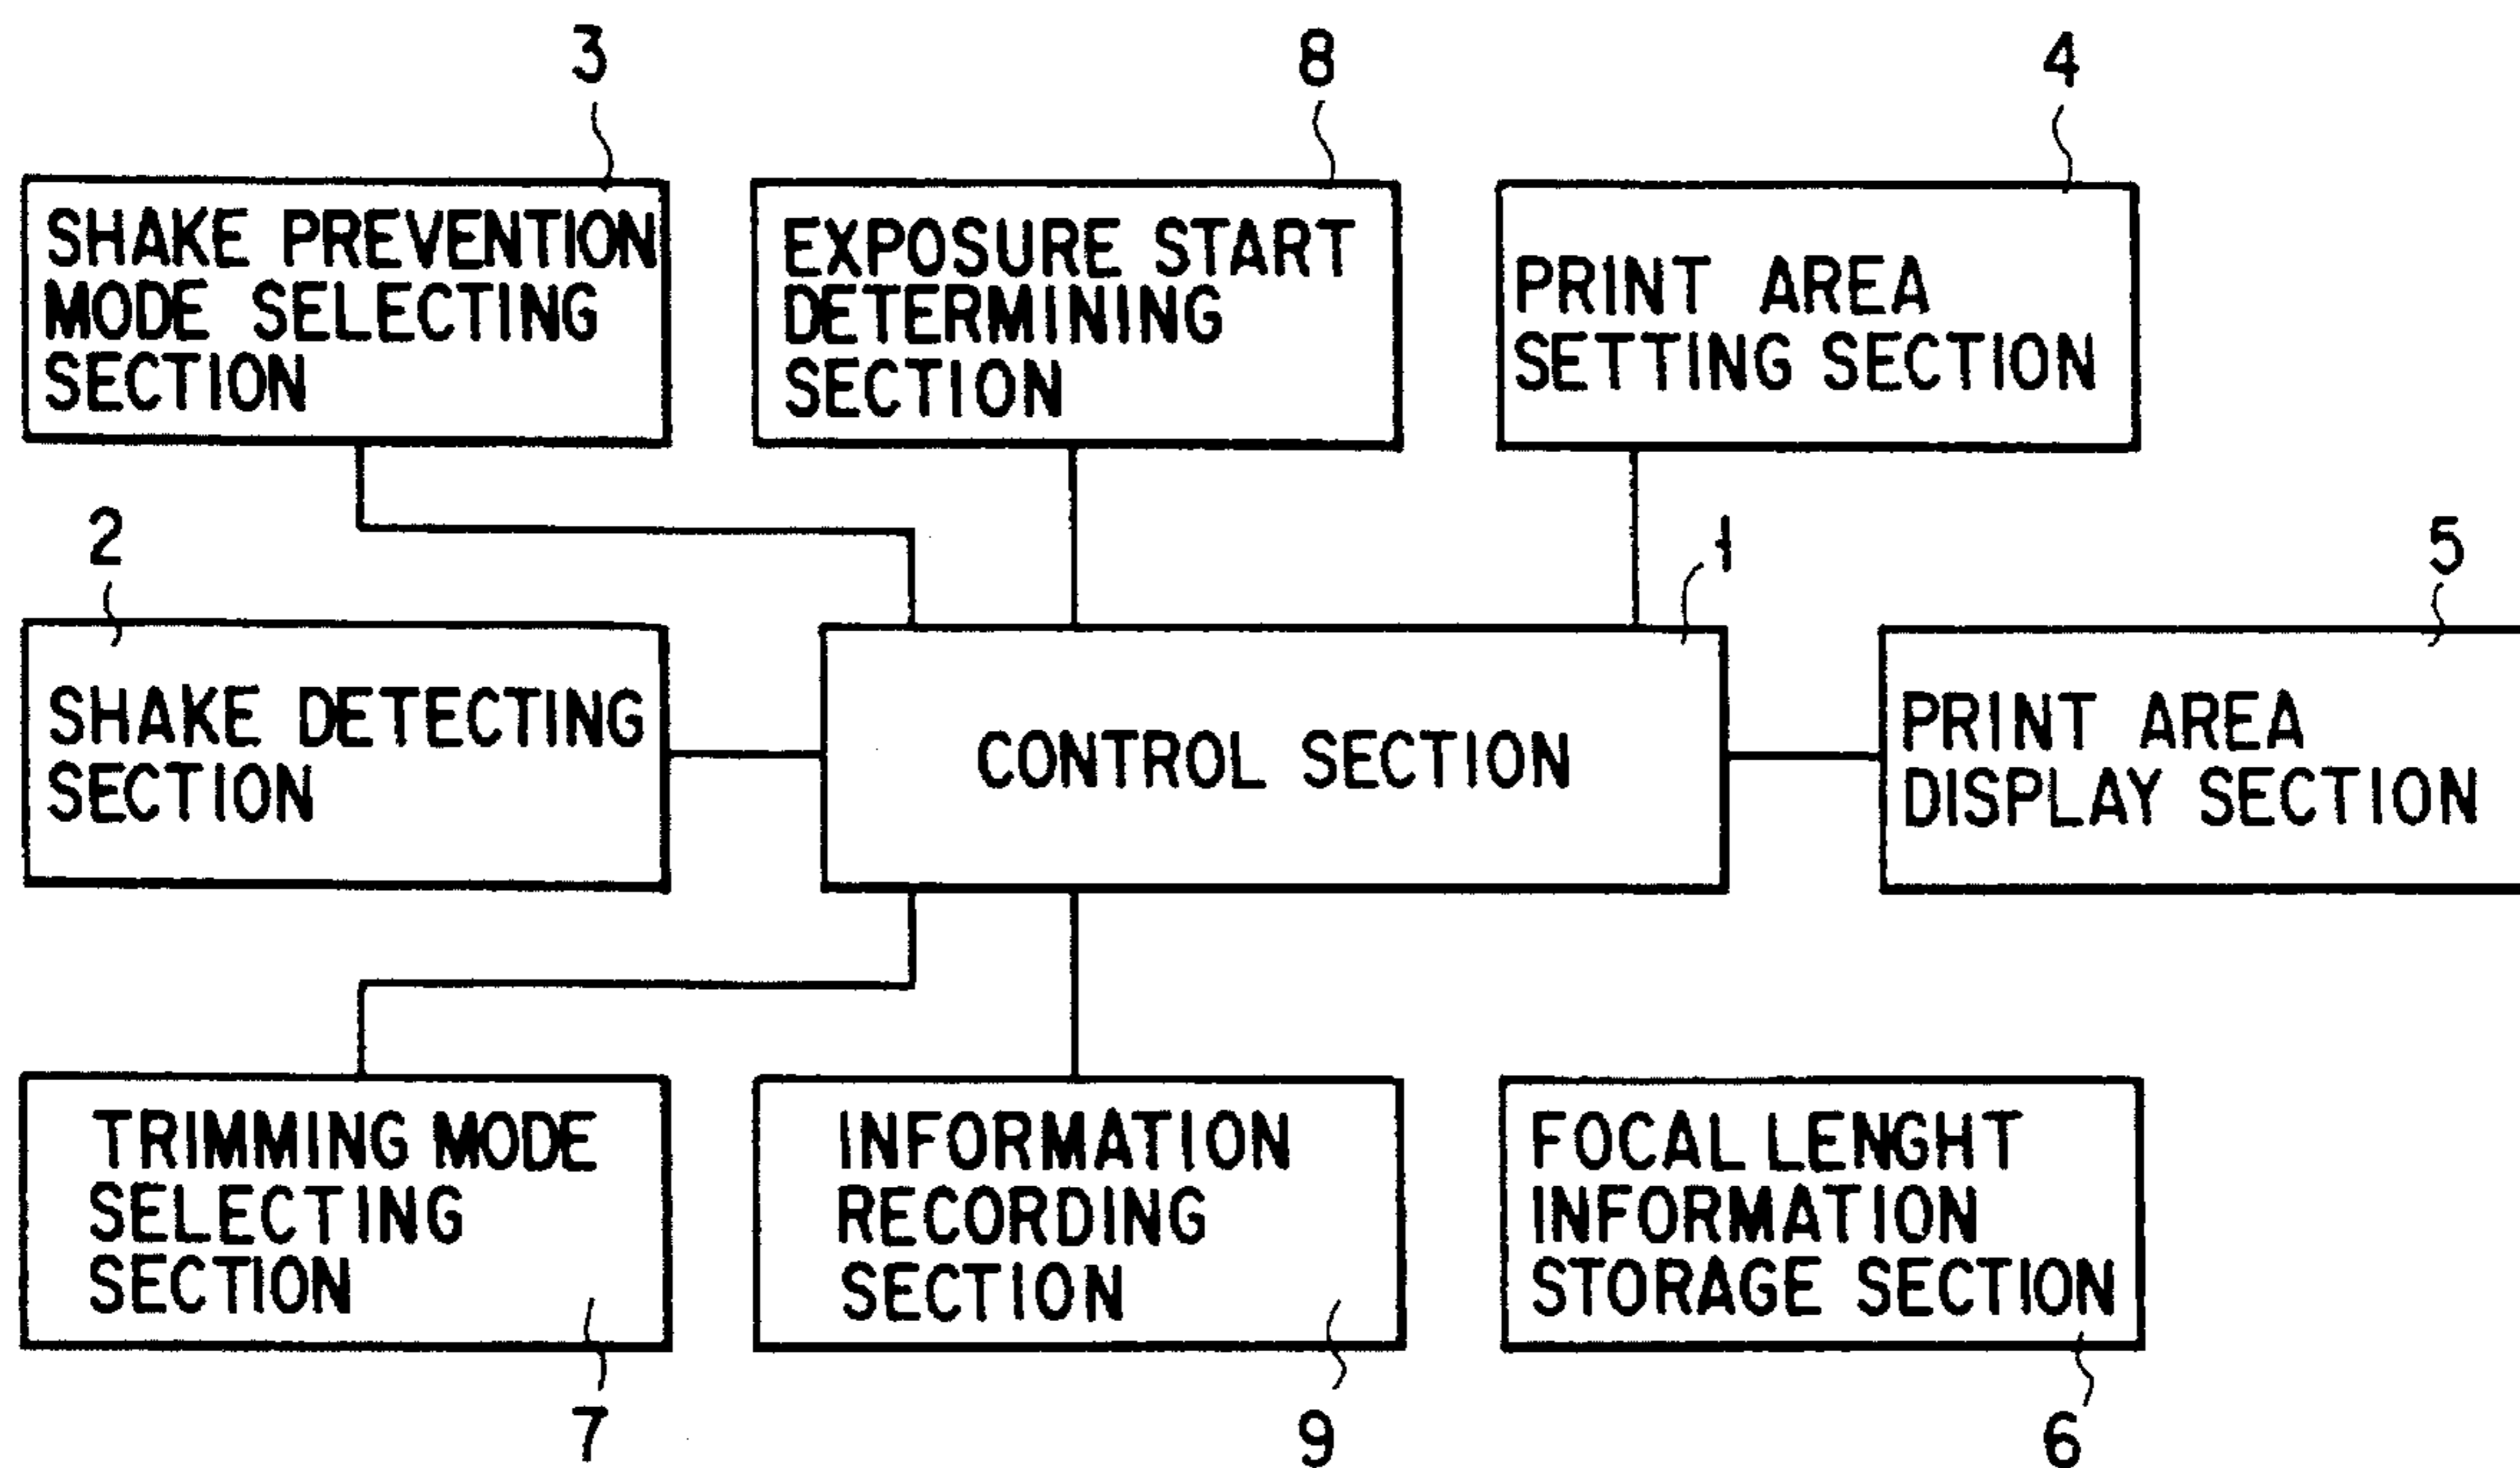 3
8
4
SHAKE PREVENTION
MODE SELECTING
SECTION
EXPOSURE START
DETERMINING
SECTION
PRINT AREA
SETTING SECTION
2
1
5
SHAKE DETECTING
SECTION
CONTROL SECTION
PRINT AREA
DISPLAY SECTION
TRIMMING MODE
SELECTING
SECTION
INFORMATION
RECORDING
SECTION
FOCAL LENGHT
INFORMATION
STORAGE SECTION
7
9
6